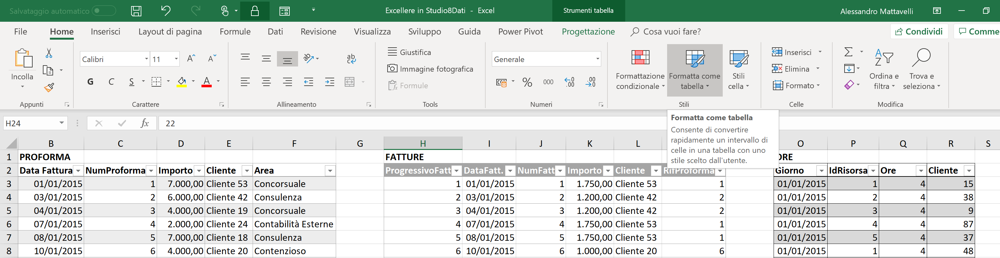 Salvataggio automatico
Excellere in Studio8Dati - Excel
Strumenti tabella
Alessandro Mattavelli
File Home Inserisci Layout di pagina Formule Dati Revisione Visualizza Sviluppo Guida Power Pivot Progettazione Cosa vuoi fare? Condividi Comme
Incolla
Appunti
Calibri 11
G C S A
Carattere
ab
c
Allineamento
Giustifica
Immagine fotografica
Formule
Tools
Generale
% 000
Numeri
Formattazione
condizionale
Formatta come
tabella
Stili
cella
Stili
Inserisci
Elimina
Formato
Celle
Ordina e
filtra
Trova e
seleziona
Modifica
H24 fx 22
Formatta come tabella
Consente di convertire
rapidamente un intervallo di
celle in una tabella con uno
stile scelto dall'utente.
B C D E F G H I J K L O P Q R S
1 PROFORMA FATTURE ORE
2 Data Fattura NumProforma Importo Cliente Area ProgressivoFatt DataFatt. NumFatt Importo Cliente RifProforma Giorno IdRisorsa Ore Cliente
3 01/01/2015 1 7.000,00 Cliente 53 Concorsuale 1 01/01/2015 1 1.750,00 Cliente 53 1 01/01/2015 1 4 15
4 03/01/2015 2 6.000,00 Cliente 42 Consulenza 2 03/01/2015 2 1.200,00 Cliente 42 2 01/01/2015 2 4 38
5 04/01/2015 3 4.000,00 Cliente 19 Concorsuale 3 04/01/2015 3 1.200,00 Cliente 42 2 01/01/2015 3 4 9
6 07/01/2015 4 2.000,00 Cliente 24 Contabilità Esterne 4 07/01/2015 4 1.750,00 Cliente 53 1 01/01/2015 4 4 87
7 08/01/2015 5 7.000,00 Cliente 18 Consulenza 5 08/01/2015 5 1.750,00 Cliente 53 1 01/01/2015 5 4 37
8 10/01/2015 6 4.000,00 Cliente 20 Contenzioso 6 10/01/2015 6 1.000,00 Cliente 20 6 01/01/2015 1 4 48